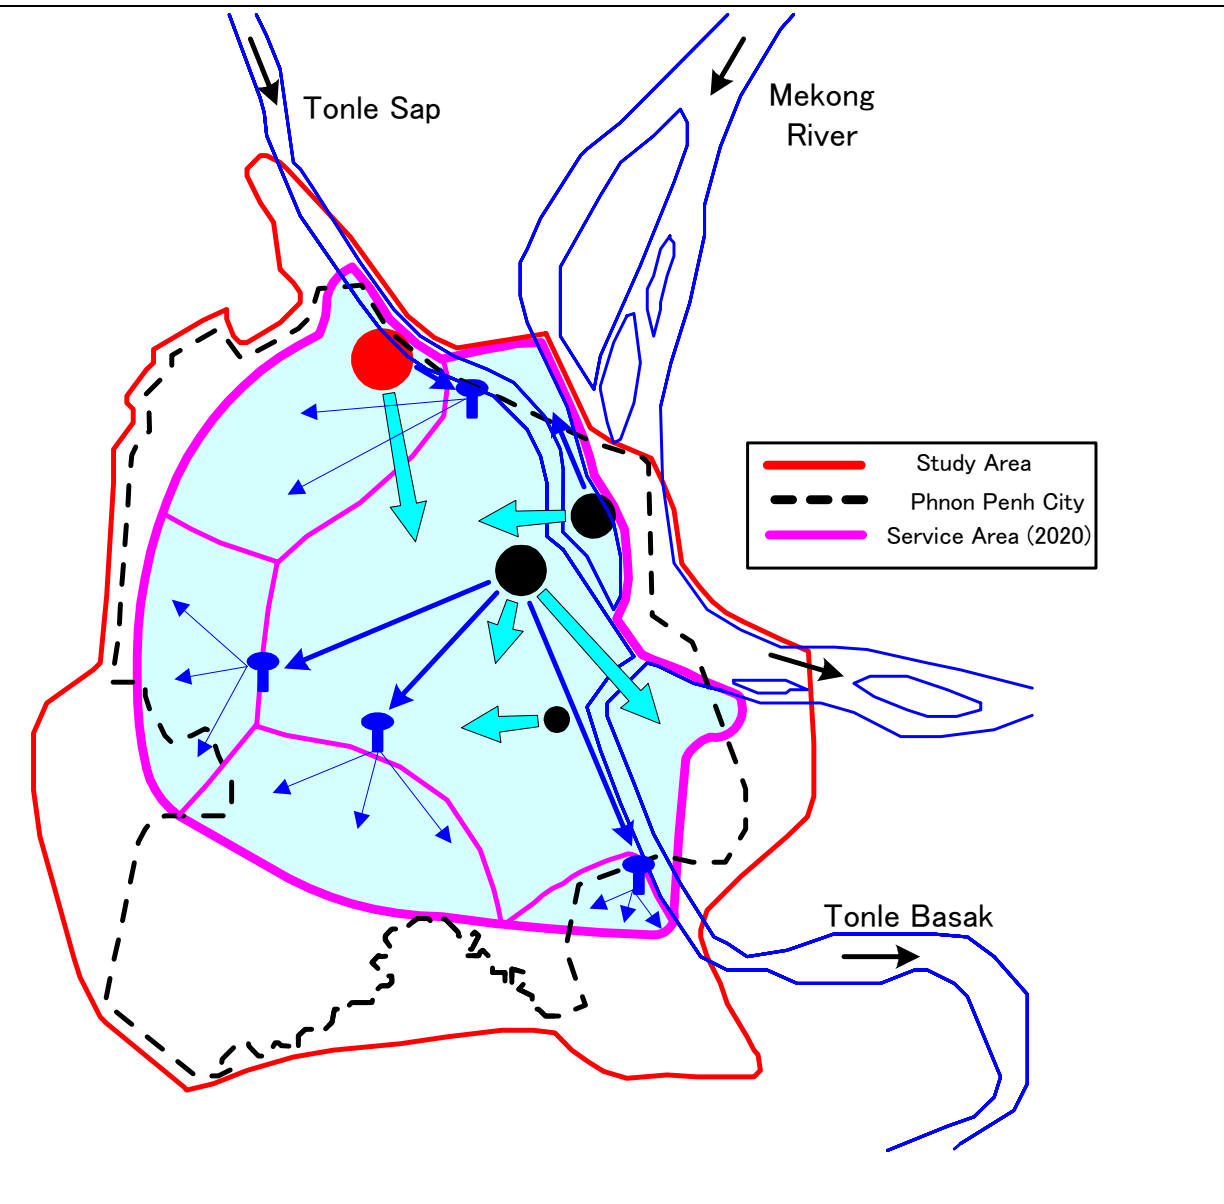 Tonle Sap
Mekong
River
Study Area
Phnon Penh City
Service Area (2020)
Tonle Basak